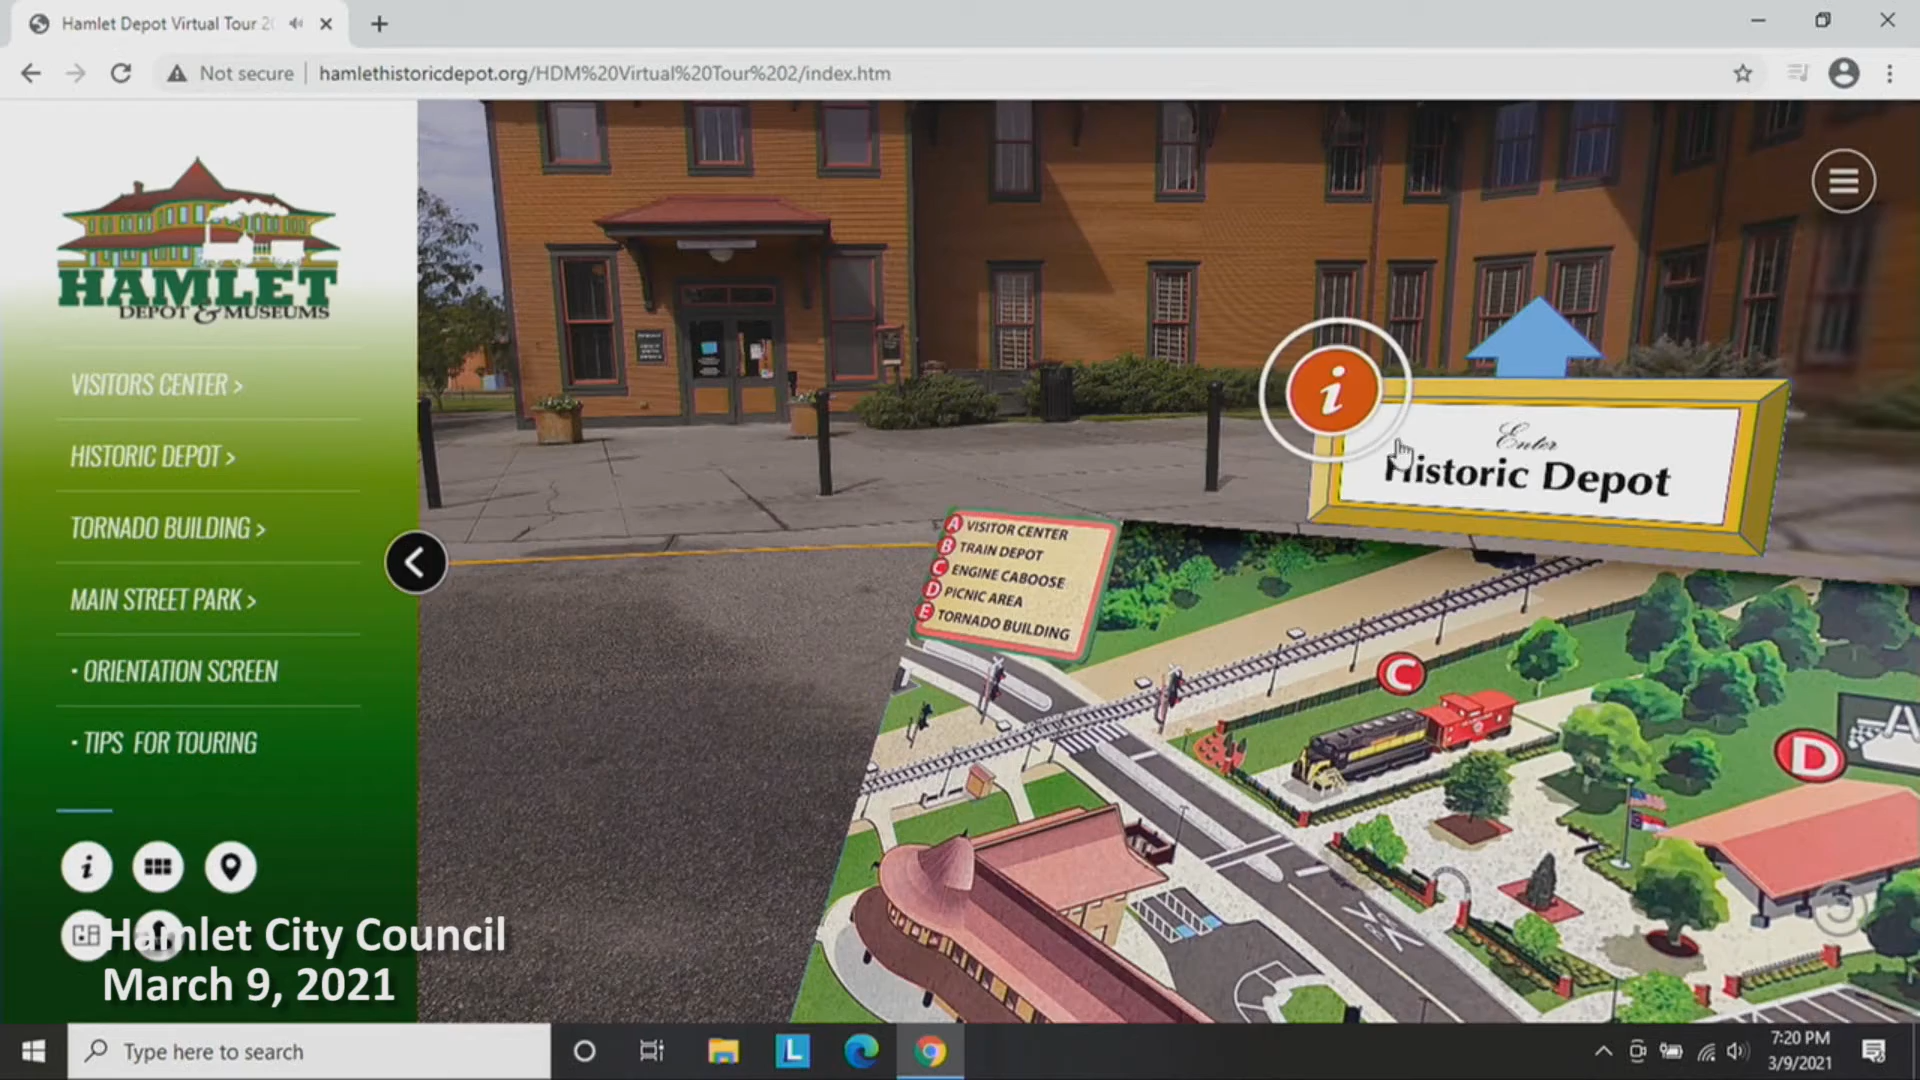 Hamlet Depot Virtual Tour 20
Not secure
hamlethistoricdepot.org/HDM%20Virtual%20Tour%202/index.htm
HAMLET
DEPOT & MUSEUMS
VISITORS CENTER >
HISTORIC DEPOT >
TORNADO BUILDING >
MAIN STREET PARK >
• ORIENTATION SCREEN
• TIPS FOR TOURING
i
Enter
Historic Depot
A VISITOR CENTER
B TRAIN DEPOT
C ENGINE CABOOSE
D PICNIC AREA
E TORNADO BUILDING
C
D
Hamlet City Council
March 9, 2021
Type here to search
L
7:20 PM
3/9/2021